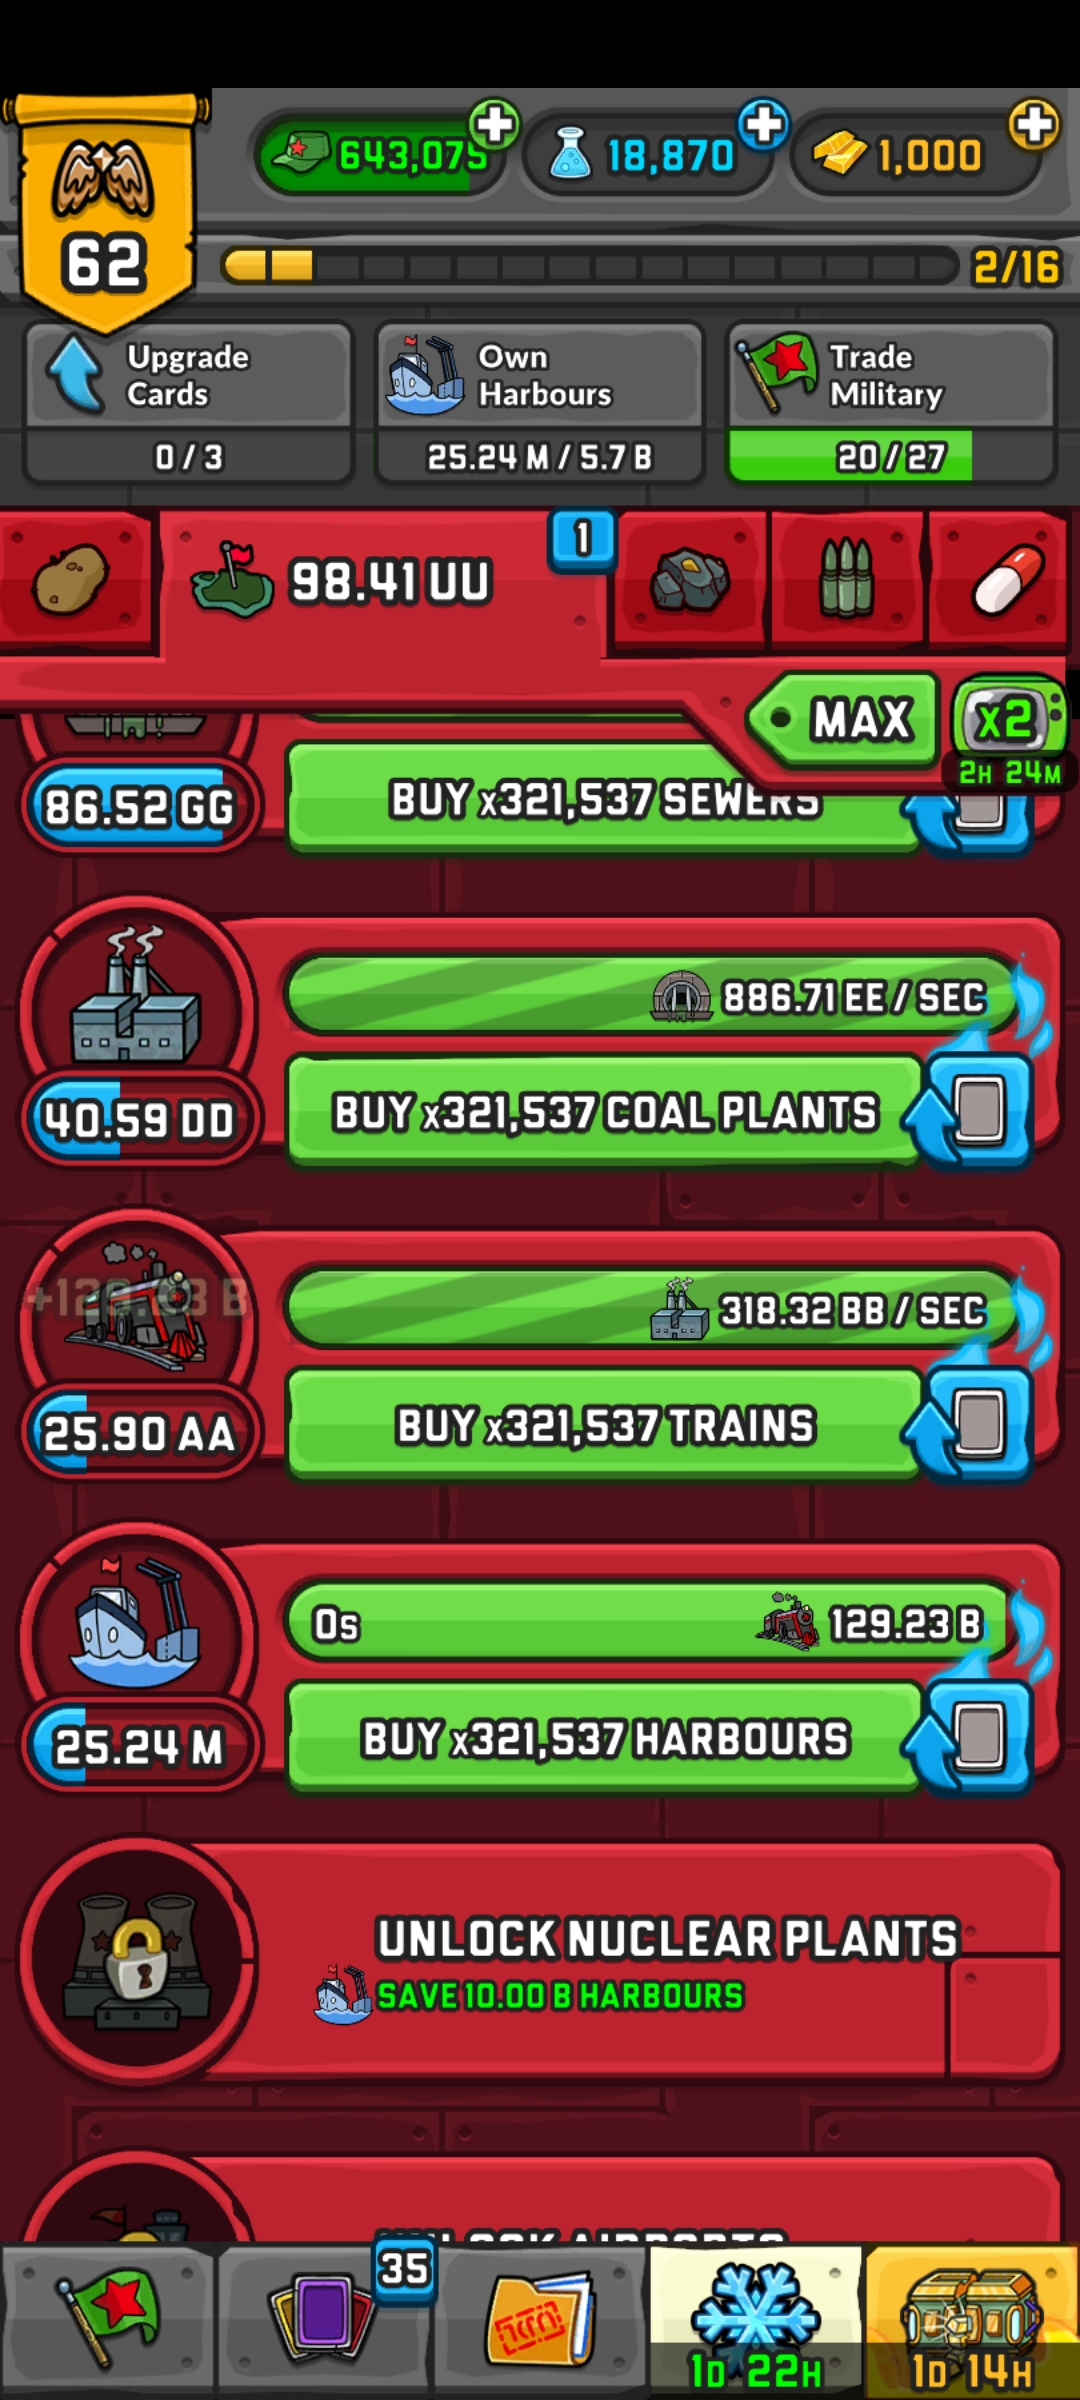 643,075
18,870
1,000
62
2/16
Upgrade
Cards
0 / 3
Own
Harbours
25.24 M / 5.7 B
Trade
Military
20 / 27
98.41 UU
1
MAX
x2
2H 24M
86.52 GG
BUY x321,537 SEWERS
886.71 EE / SEC
40.59 DD
BUY x321,537 COAL PLANTS
318.32 BB / SEC
25.90 AA
BUY x321,537 TRAINS
0s
129.23 B
25.24 M
BUY x321,537 HARBOURS
UNLOCK NUCLEAR PLANTS
SAVE 10.00 B HARBOURS
UNLOCK AIRPORTS
35
1D 22H
1D 14H